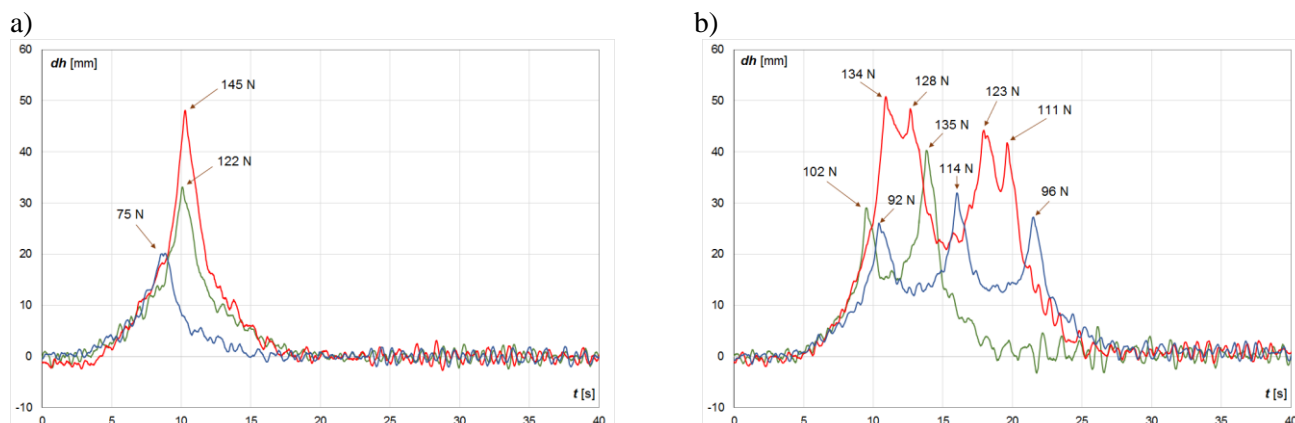 a)
60
50
40
30
20
10
0
-10
dh [mm]
145 N
122 N
75 N
t [s]
0 5 10 15 20 25 30 35 40
b)
60
50
40
30
20
10
0
-10
dh [mm]
134 N
128 N
123 N
111 N
135 N
102 N
114 N
92 N
96 N
t [s]
0 5 10 15 20 25 30 35 40